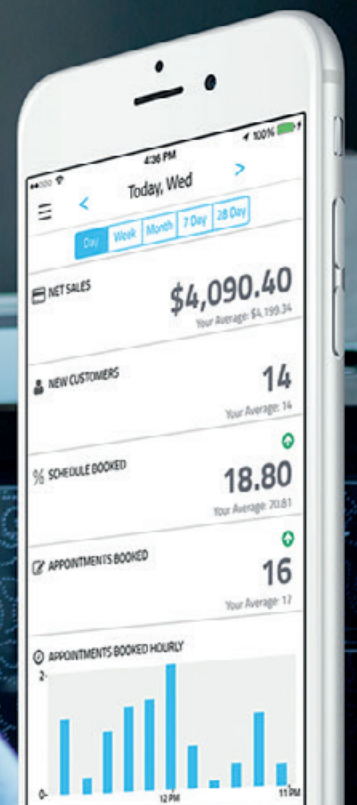 4:36 PM
100%
Today, Wed
Day Week Month 7 Day 28 Day
NET SALES
$4,090.40
Your Average: $4,199.34
NEW CUSTOMERS
14
Your Average: 14
% SCHEDULE BOOKED
18.80
Your Average: 20.81
APPOINTMENTS BOOKED
16
Your Average: 17
APPOINTMENTS BOOKED HOURLY
2
0
12 PM
11 PM